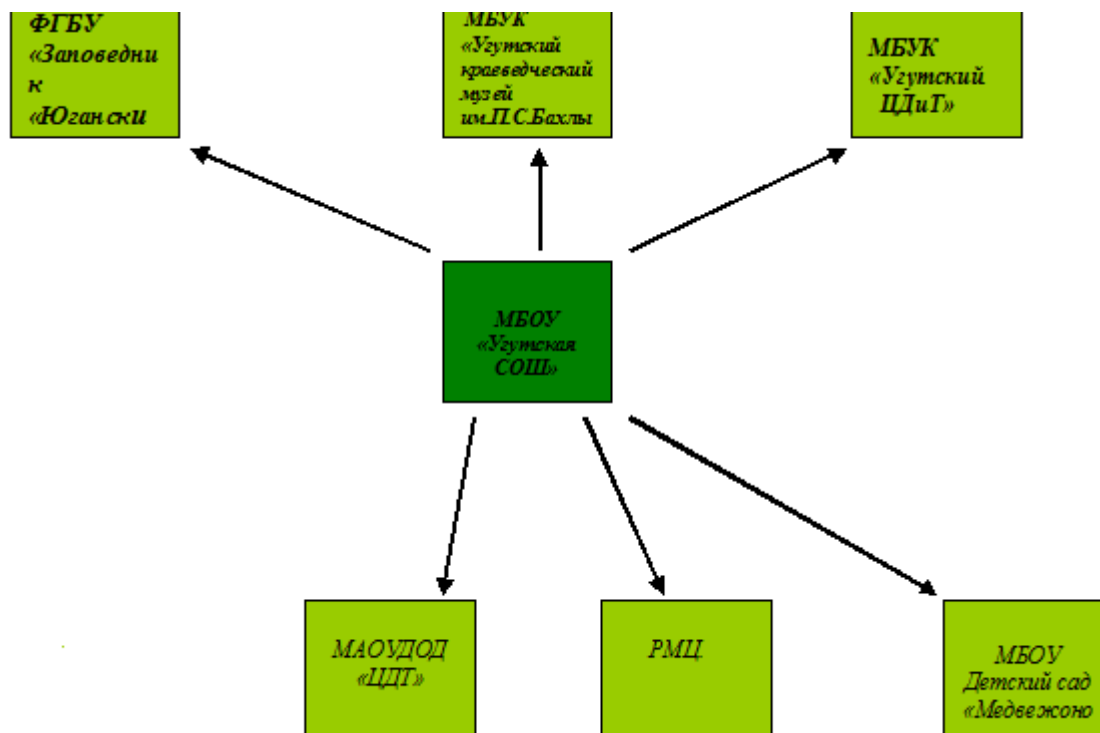 ФГБУ
«Заповедни
к
«Югански
МБУК
«Угутский
краеведческий
музей
им.П.С.Бахлы
МБУК
«Угутский
ЦДиТ»
МБОУ
«Угутская
СОШ»
МАОУДОД
«ЦДТ»
РМЦ
МБОУ
Детский сад
«Медвежоно